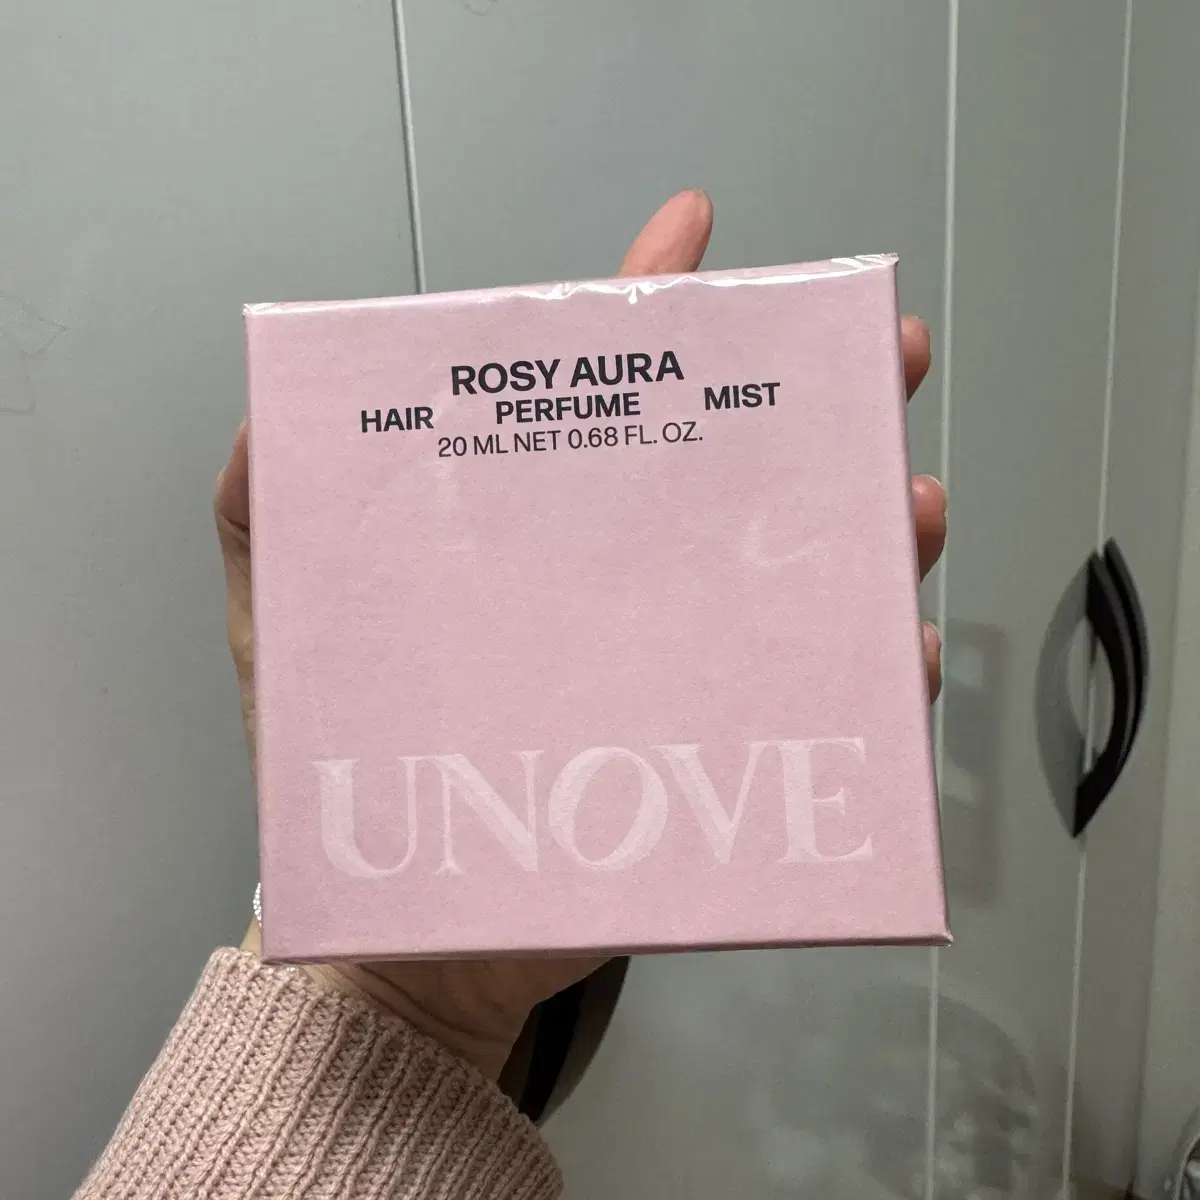 ROSY AURA
HAIR PERFUME MIST
20 ML NET 0.68 FL. OZ.
UNOVE